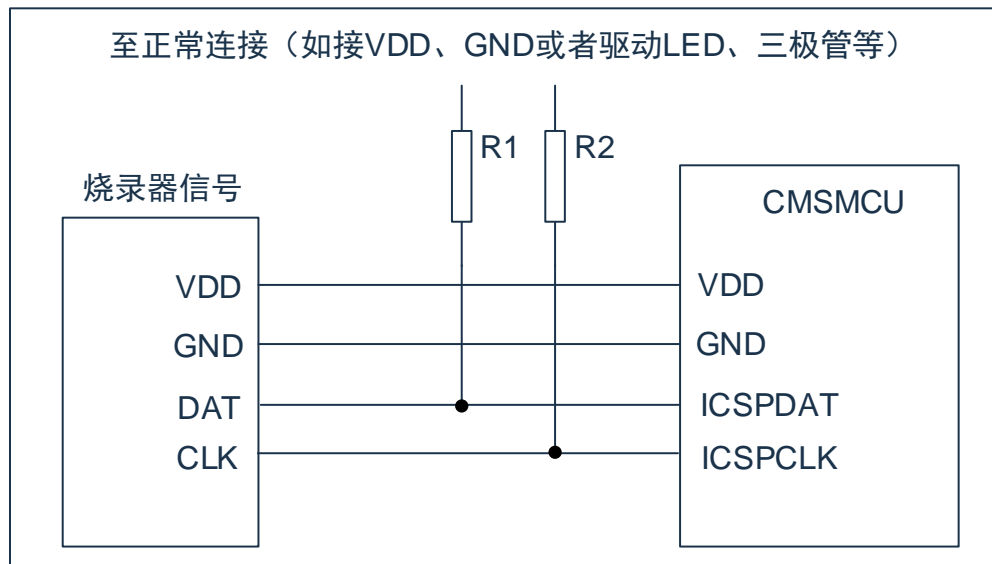 至正常连接（如接VDD、GND或者驱动LED、三极管等）
R1
R2
烧录器信号
CMSMCU
VDD
VDD
GND
GND
DAT
ICSPDAT
CLK
ICSPCLK